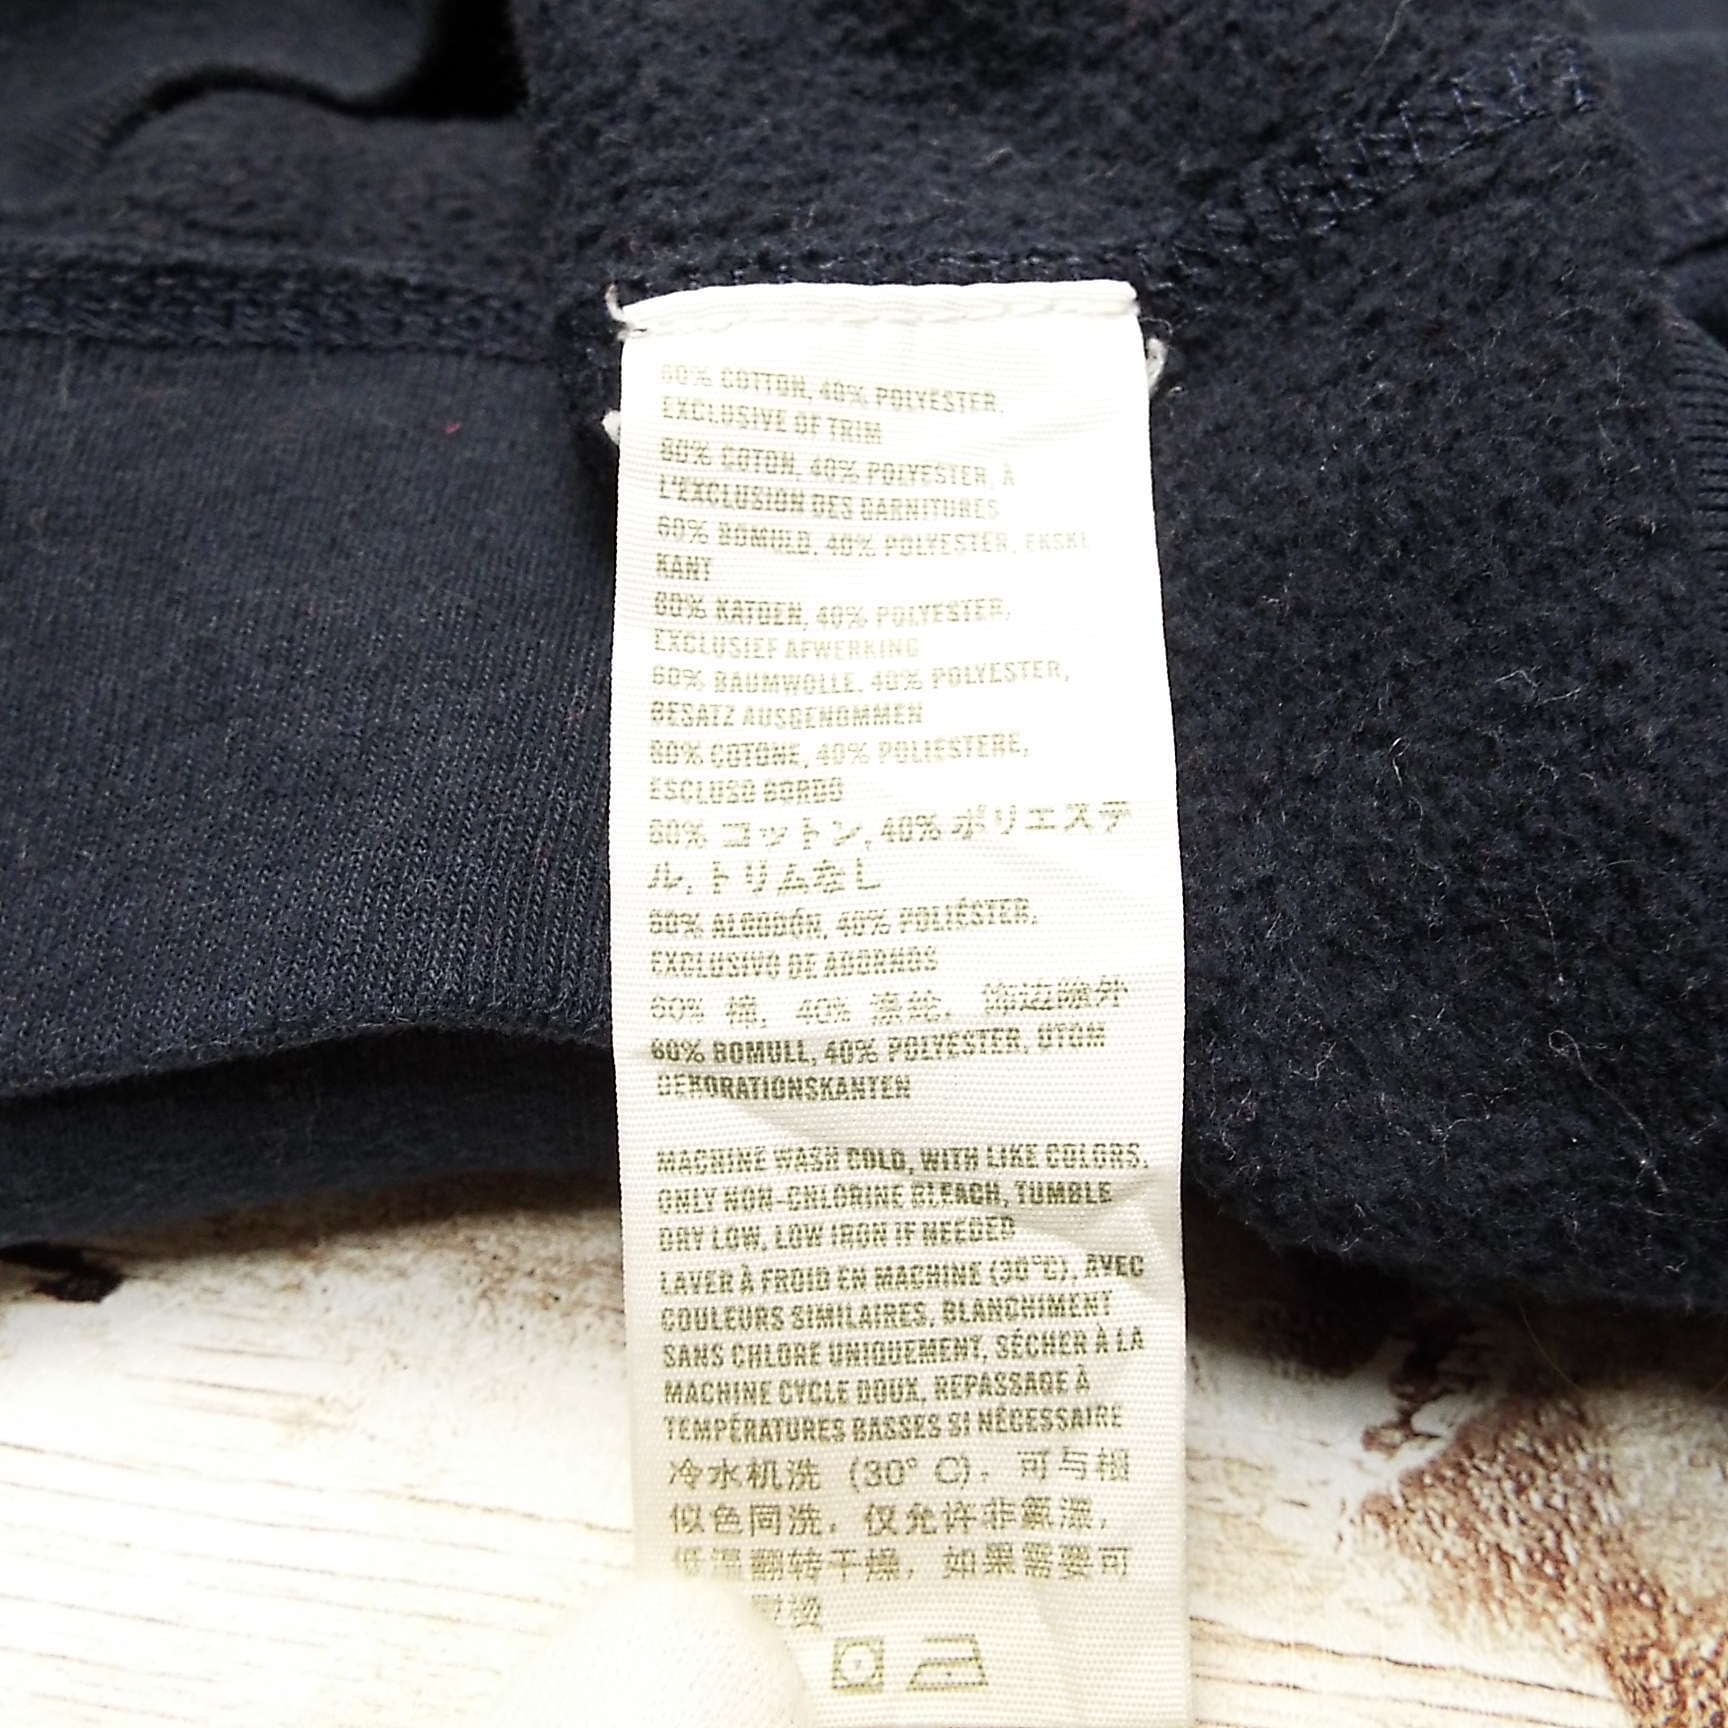 60% COTTON, 40% POLYESTER,
EXCLUSIVE OF TRIM
60% COTON, 40% POLYESTER, À
L'EXCLUSION DES GARNITURES
60% BOMULD, 40% POLYESTER, EKSKL
KANT
60% KATOEN, 40% POLYESTER,
EXCLUSIEF AFWERKING
60% BAUMWOLLE, 40% POLYESTER,
BESATZ AUSGENOMMEN
60% COTONE, 40% POLIESTERE,
ESCLUSO BORDO
60% コットン, 40% ポリエステ
ル, トリムなし
60% ALGODÓN, 40% POLIÉSTER,
EXCLUSIVO DE ADORNOS
60% 棉, 40% 涤纶, 饰边除外
60% BOMULL, 40% POLYESTER, UTOM
DEKORATIONSKANTEN
MACHINE WASH COLD, WITH LIKE COLORS,
ONLY NON-CHLORINE BLEACH, TUMBLE
DRY LOW, LOW IRON IF NEEDED
LAVER À FROID EN MACHINE (30°C), AVEC
COULEURS SIMILAIRES, BLANCHIMENT
SANS CHLORE UNIQUEMENT, SÉCHER À LA
MACHINE CYCLE DOUX, REPASSAGE À
TEMPÉRATURES BASSES SI NÉCESSAIRE
冷水机洗 (30° C), 可与相
似色同洗, 仅允许非氯漂,
低温翻转干燥, 如果需要可